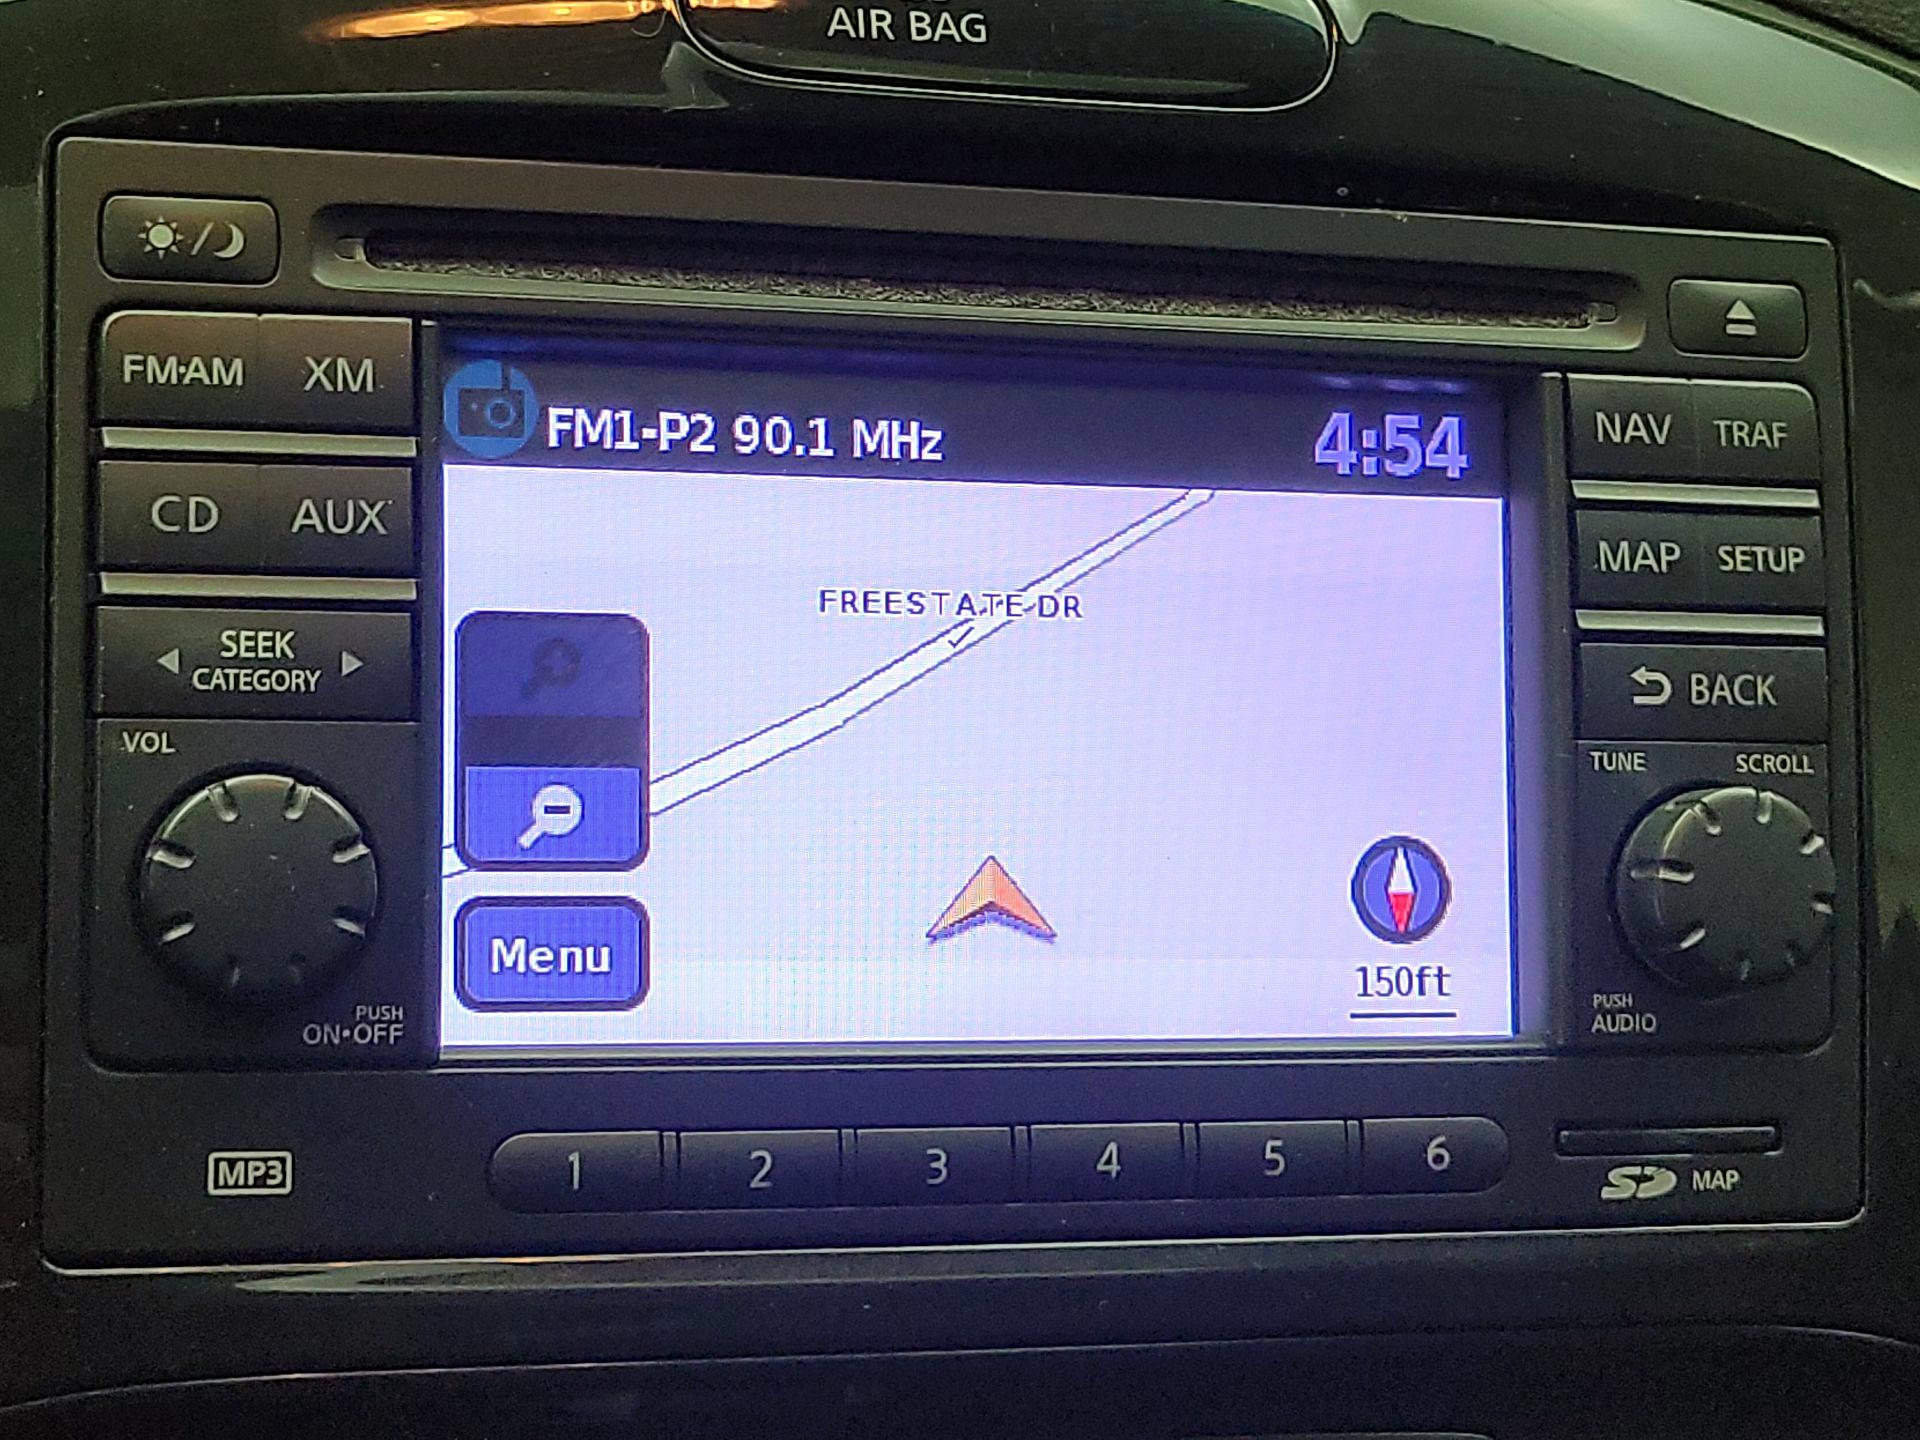 AIR BAG
FM·AM XM
CD AUX
SEEK
CATEGORY
VOL
PUSH
ON•OFF
FM1-P2 90.1 MHz 4:54
FREESTATE DR
Menu
150ft
NAV TRAF
MAP SETUP
BACK
TUNE SCROLL
PUSH
AUDIO
MP3
1 2 3 4 5 6
SD MAP